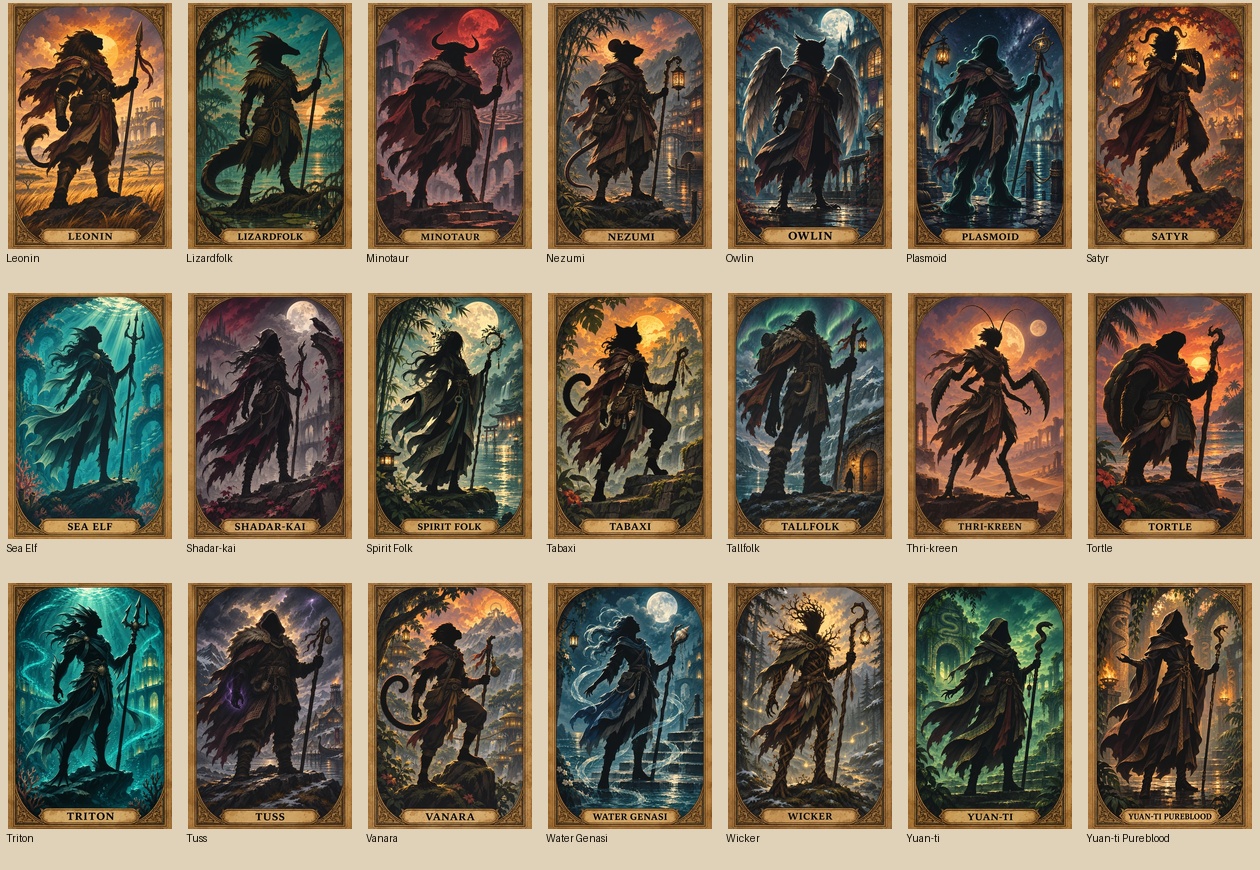 LEONIN
LIZARDFOLK
MINOTAUR
NEZUMI
OWLIN
PLASMOID
SATYR
Leonin
Lizardfolk
Minotaur
Nezumi
Owlin
Plasmoid
Satyr
SEA ELF
SHADAR-KAI
SPIRIT FOLK
TABAXI
TALLFOLK
THRI-KREEN
TORTLE
Sea Elf
Shadar-kai
Spirit Folk
Tabaxi
Tallfolk
Thri-kreen
Tortle
TRITON
TUSS
VANARA
WATER GENASI
WICKER
YUAN-TI
YUAN-TI PUREBLOOD
Triton
Tuss
Vanara
Water Genasi
Wicker
Yuan-ti
Yuan-ti Pureblood